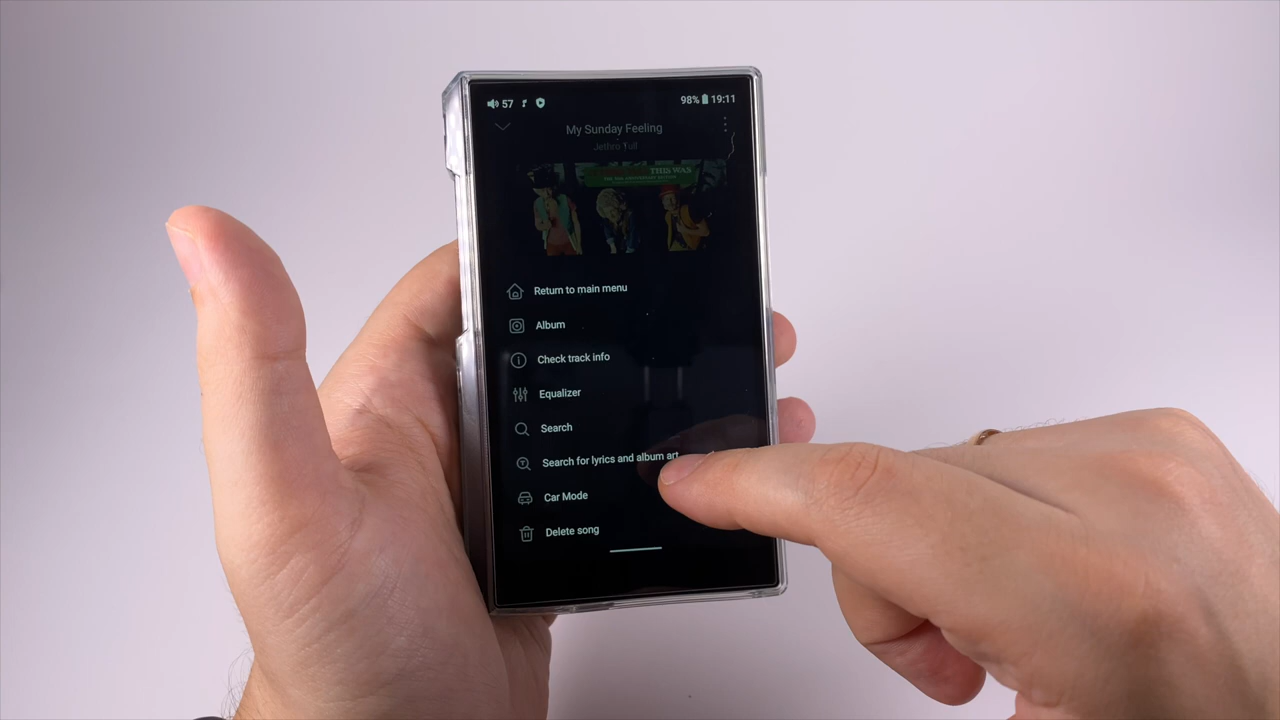 57
98% 19:11
My Sunday Feeling
Jethro Tull
THIS WAS
Return to main menu
Album
Check track info
Equalizer
Search
Search for lyrics and album art
Car Mode
Delete song